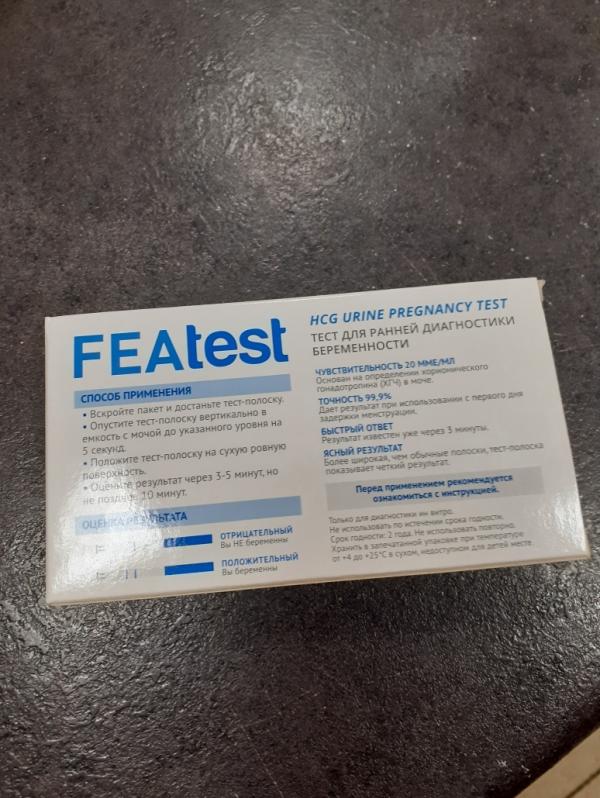 FEAtest
СПОСОБ ПРИМЕНЕНИЯ
• Вскройте пакет и достаньте тест-полоску.
• Опустите тест-полоску вертикально в
емкость с мочой до указанного уровня на
5 секунд.
• Положите тест-полоску на сухую ровную
поверхность.
• Оцените результат через 3-5 минут, но
не позднее 10 минут.
ОЦЕНКА РЕЗУЛЬТАТА
ОТРИЦАТЕЛЬНЫЙ
Вы НЕ беременны
ПОЛОЖИТЕЛЬНЫЙ
Вы беременны
HCG URINE PREGNANCY TEST
ТЕСТ ДЛЯ РАННЕЙ ДИАГНОСТИКИ
БЕРЕМЕННОСТИ
ЧУВСТВИТЕЛЬНОСТЬ 20 ММЕ/МЛ
Основан на определении хорионического
гонадотропина (ХГЧ) в моче.
ТОЧНОСТЬ 99,9%
Дает результат при использовании с первого дня
задержки менструации.
БЫСТРЫЙ ОТВЕТ
Результат известен уже через 3 минуты.
ЯСНЫЙ РЕЗУЛЬТАТ
Более широкая, чем обычные полоски, тест-полоска
показывает четкий результат.
Перед применением рекомендуется
ознакомиться с инструкцией.
Только для диагностики ин витро.
Не использовать по истечении срока годности.
Срок годности: 2 года. Не использовать повторно.
Хранить в запечатанной упаковке при температуре
от +4 до +25°С в сухом, недоступном для детей месте.